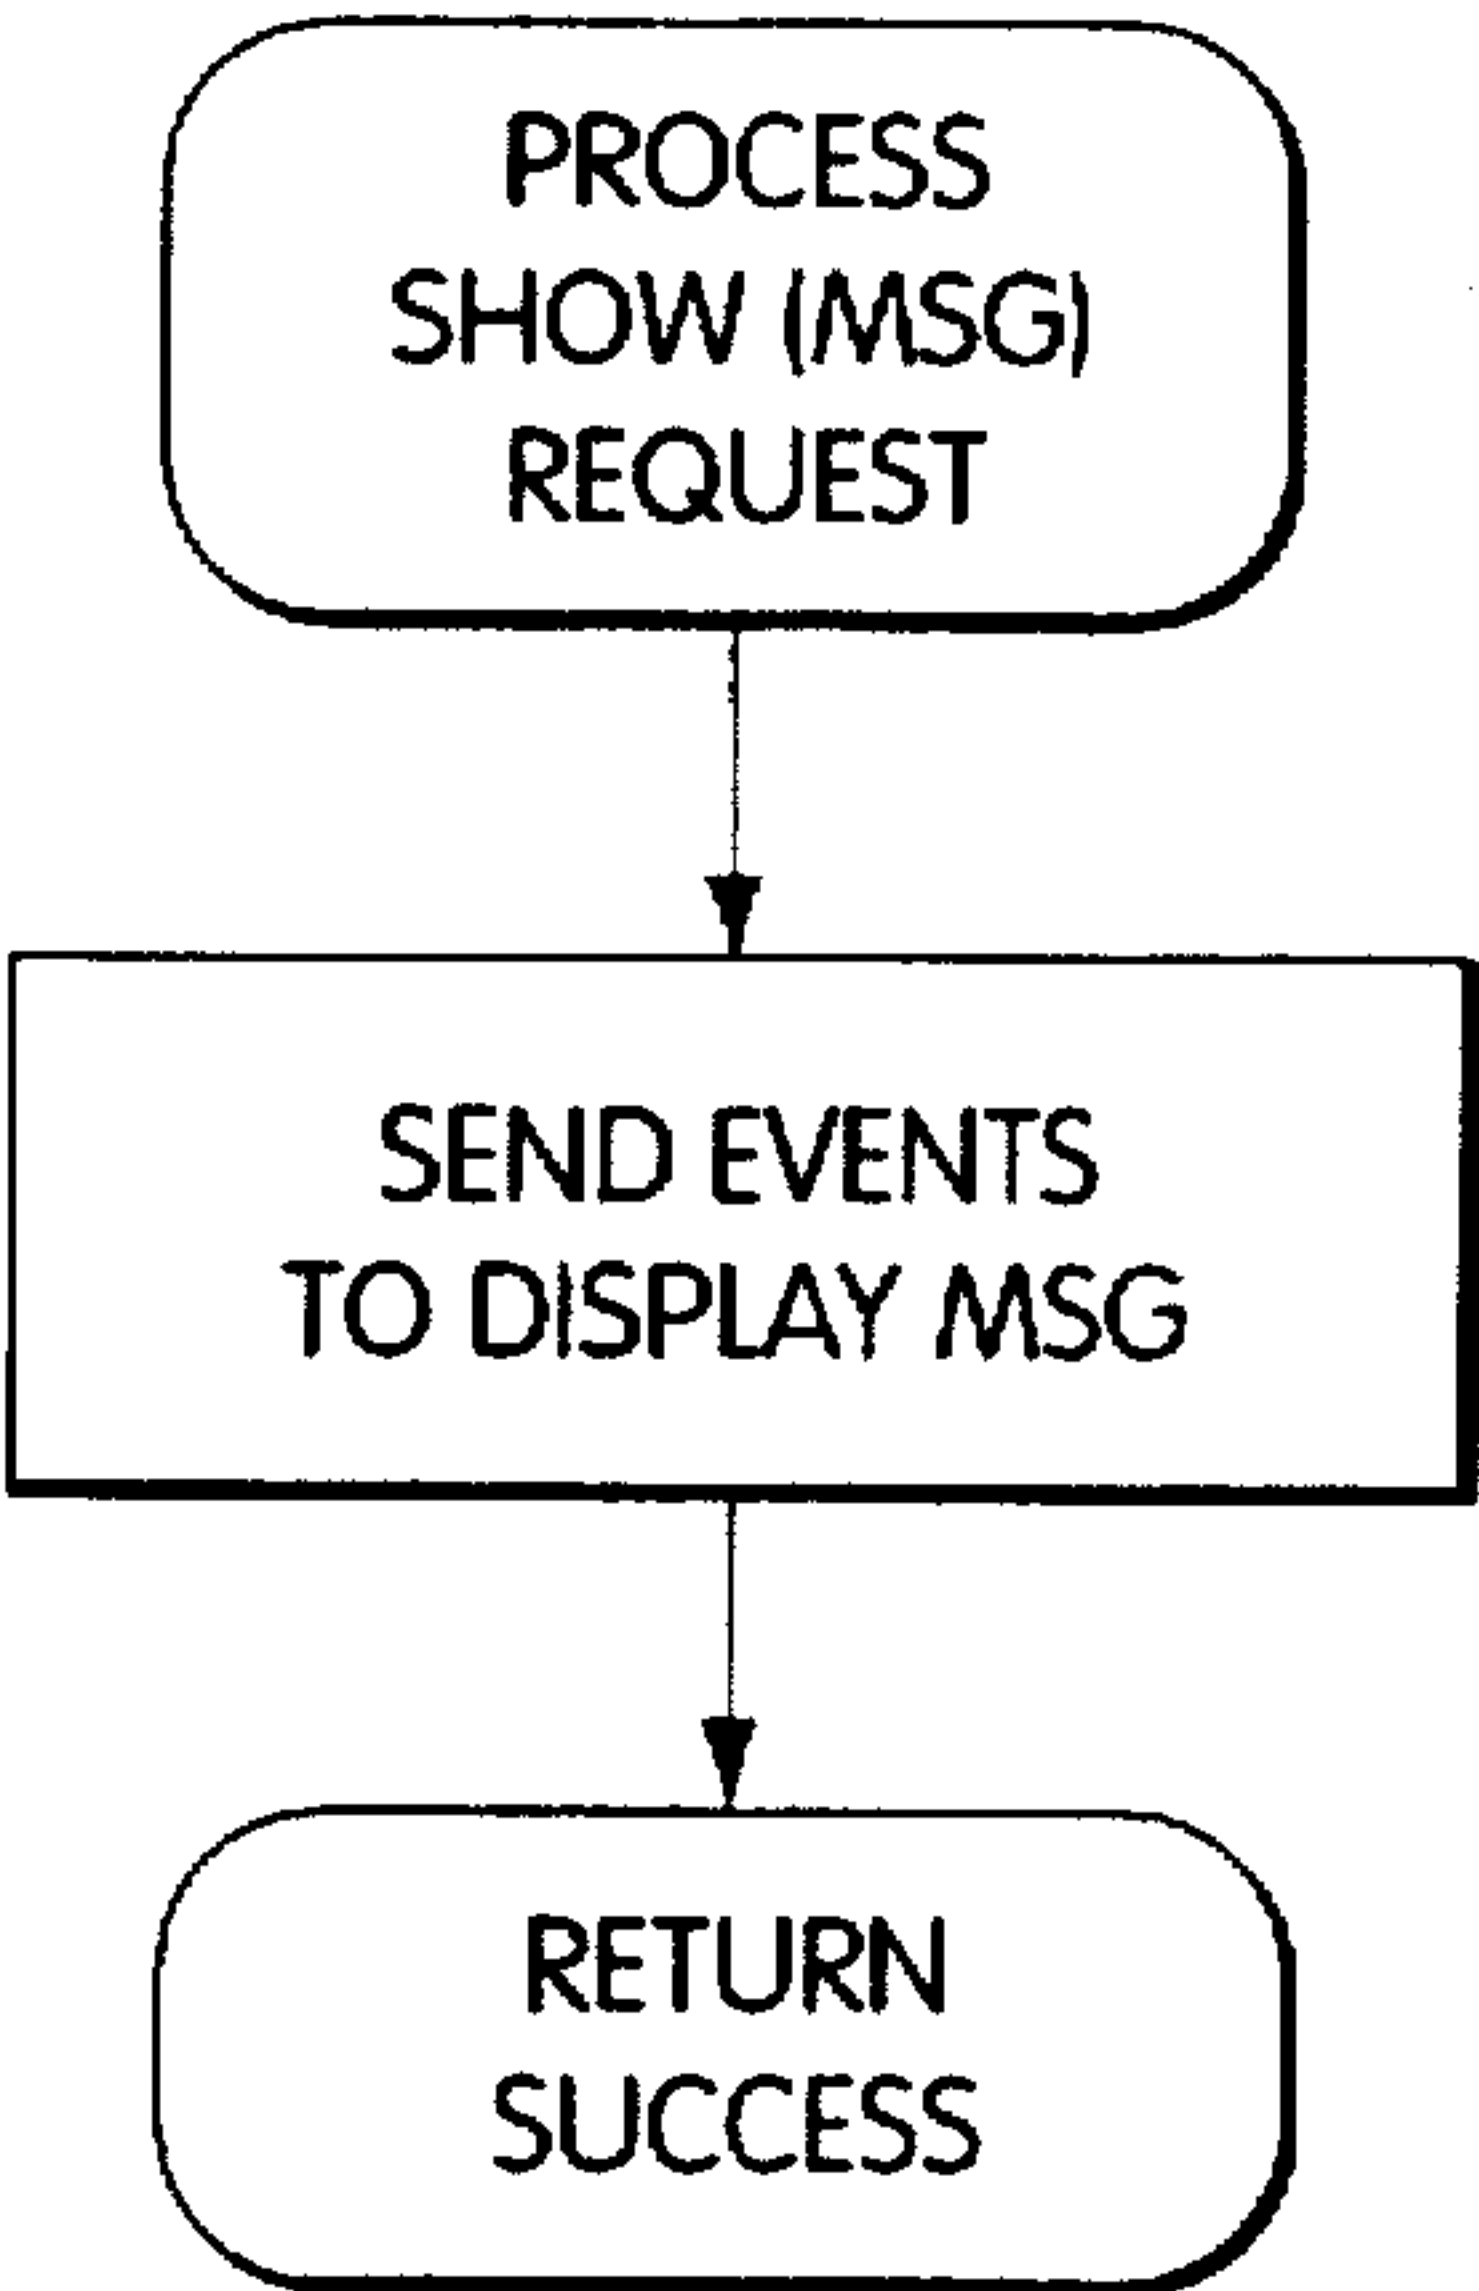 PROCESS
SHOW (MSG)
REQUEST
SEND EVENTS
TO DISPLAY MSG
RETURN
SUCCESS